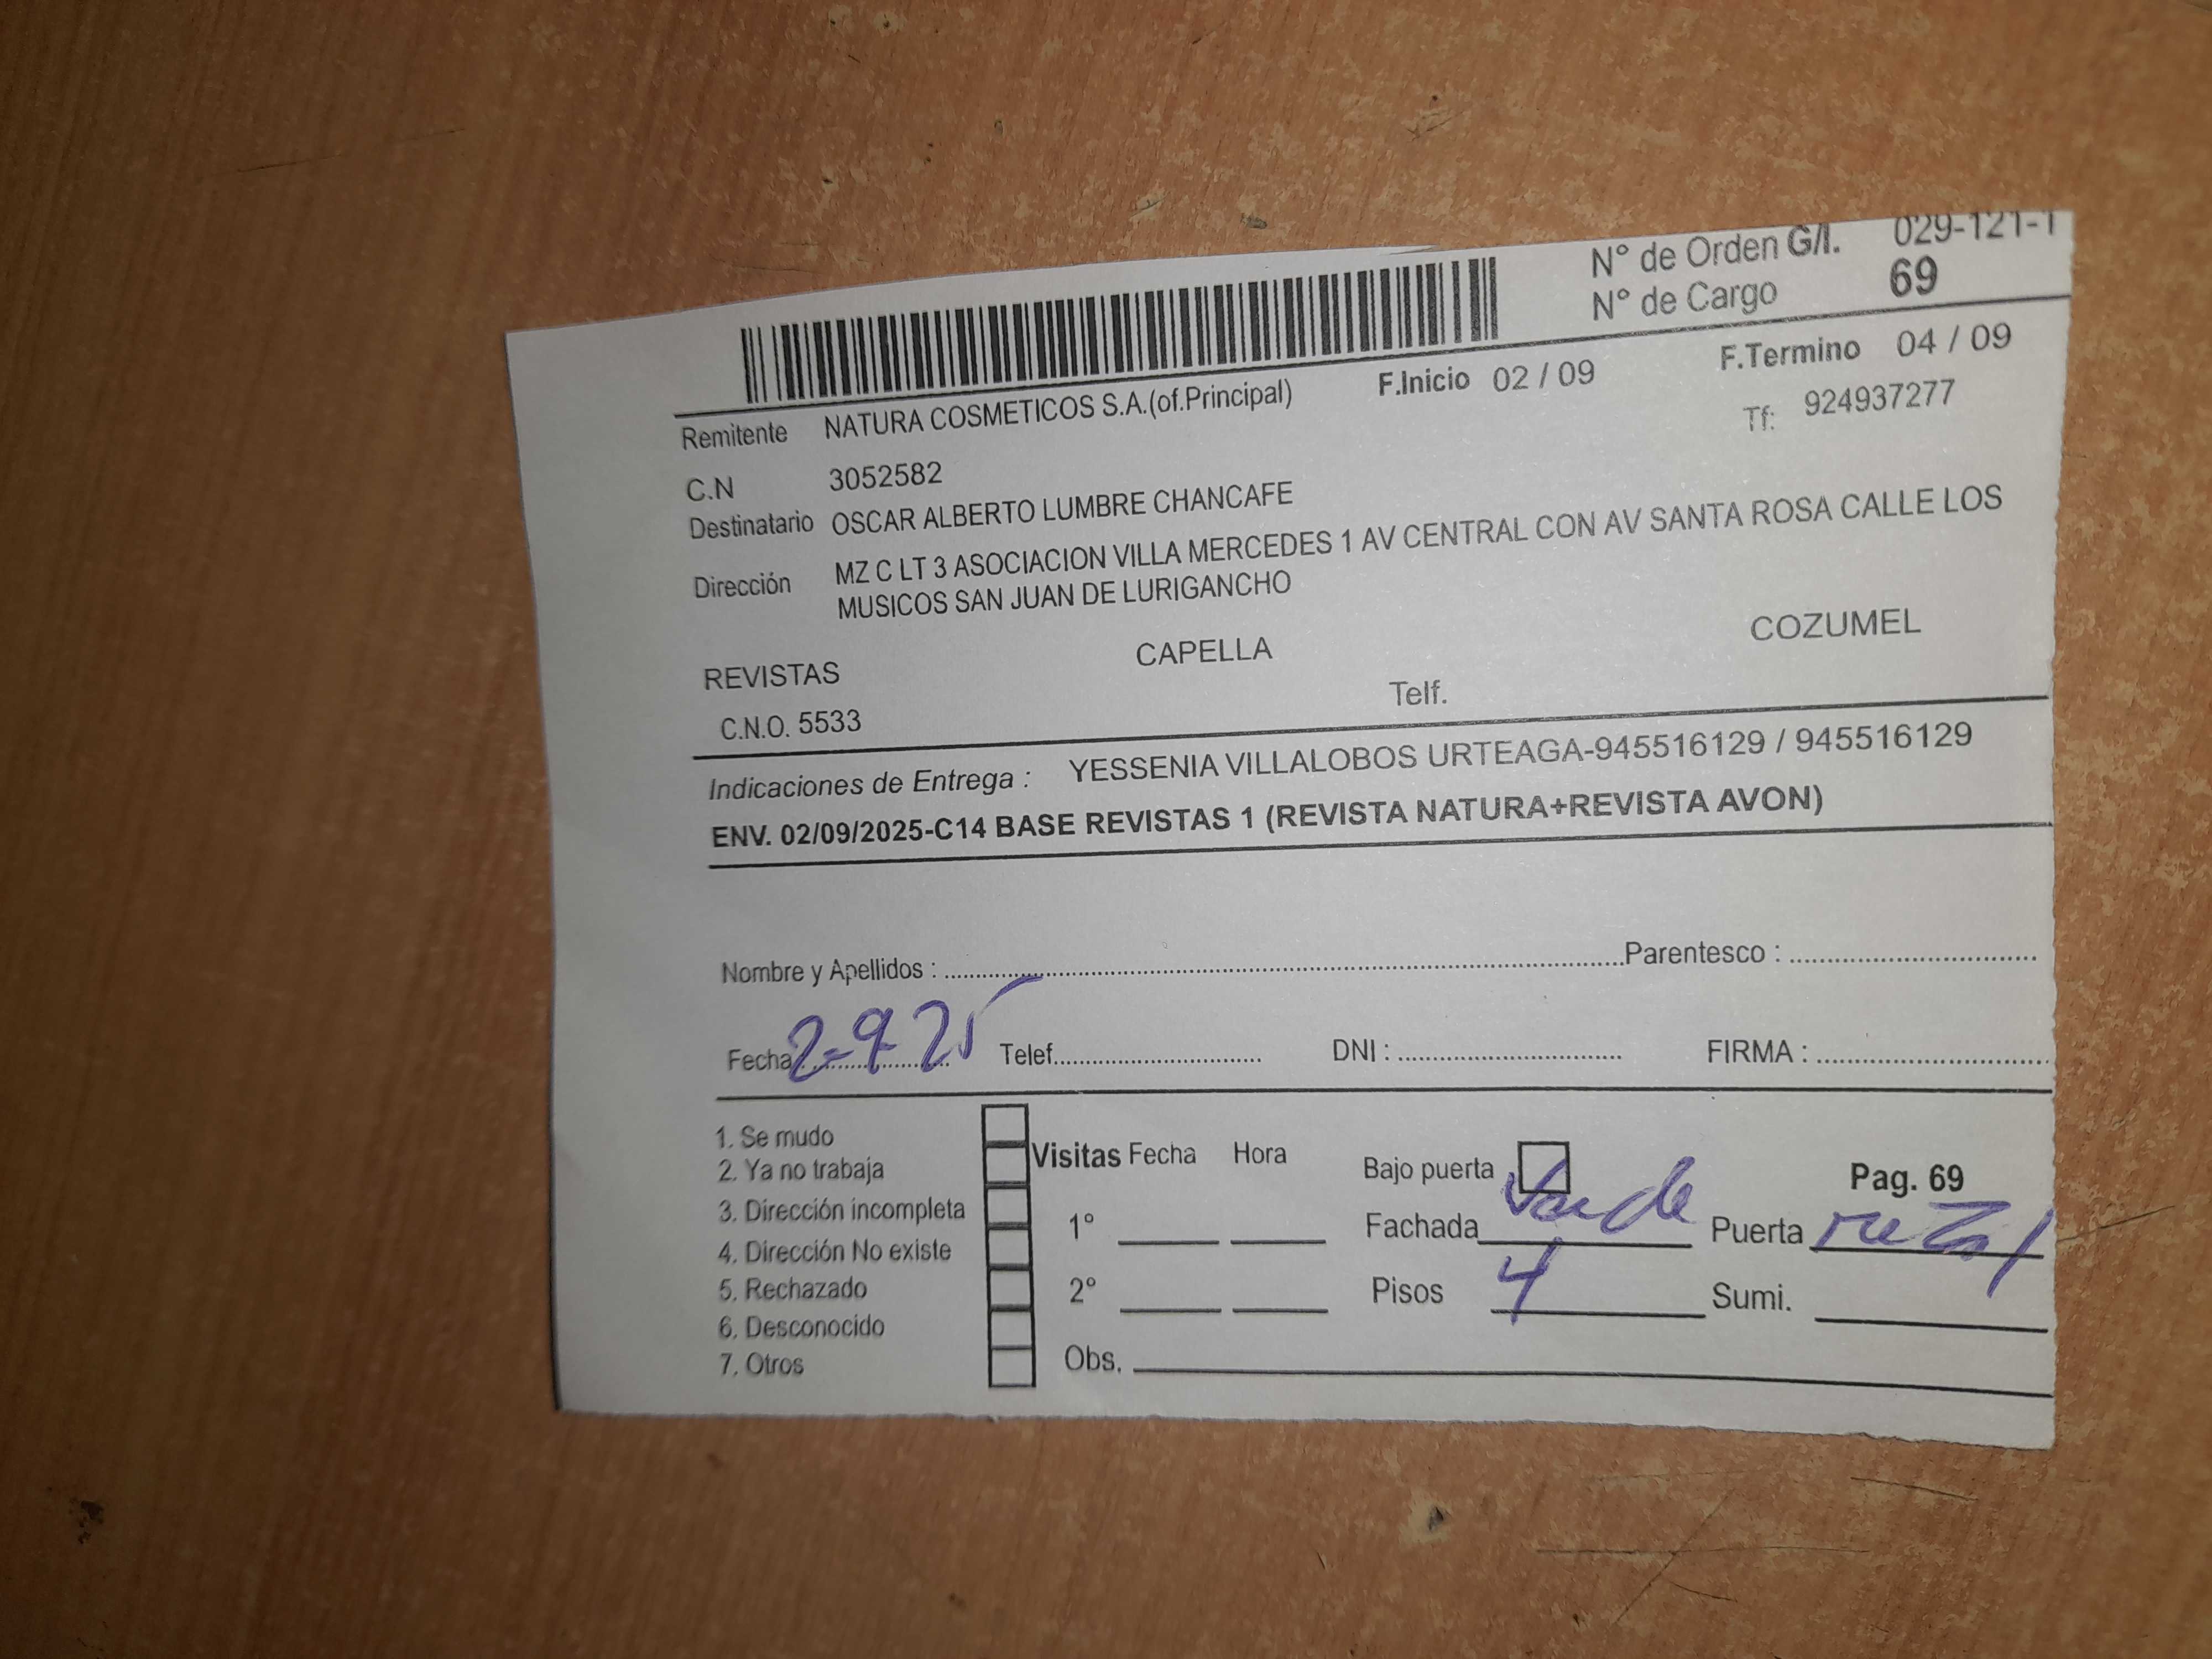 N° de Orden G/I. 029-121-1
N° de Cargo 69
F.Inicio 02 / 09 F.Termino 04 / 09
Remitente NATURA COSMETICOS S.A.(of.Principal) Tf: 924937277
C.N 3052582
Destinatario OSCAR ALBERTO LUMBRE CHANCAFE
Dirección MZ C LT 3 ASOCIACION VILLA MERCEDES 1 AV CENTRAL CON AV SANTA ROSA CALLE LOS
MUSICOS SAN JUAN DE LURIGANCHO
REVISTAS CAPELLA COZUMEL
C.N.O. 5533 Telf.
Indicaciones de Entrega : YESSENIA VILLALOBOS URTEAGA-945516129 / 945516129
ENV. 02/09/2025-C14 BASE REVISTAS 1 (REVISTA NATURA+REVISTA AVON)
Nombre y Apellidos : Parentesco :
Fecha : 2-9-25 Telef. DNI : FIRMA :
1. Se mudo
2. Ya no trabaja
3. Dirección incompleta
4. Dirección No existe
5. Rechazado
6. Desconocido
7. Otros
Visitas Fecha Hora
1°
2°
Obs.
Bajo puerta Pag. 69
Fachada Puerta
Pisos 4 Sumi.